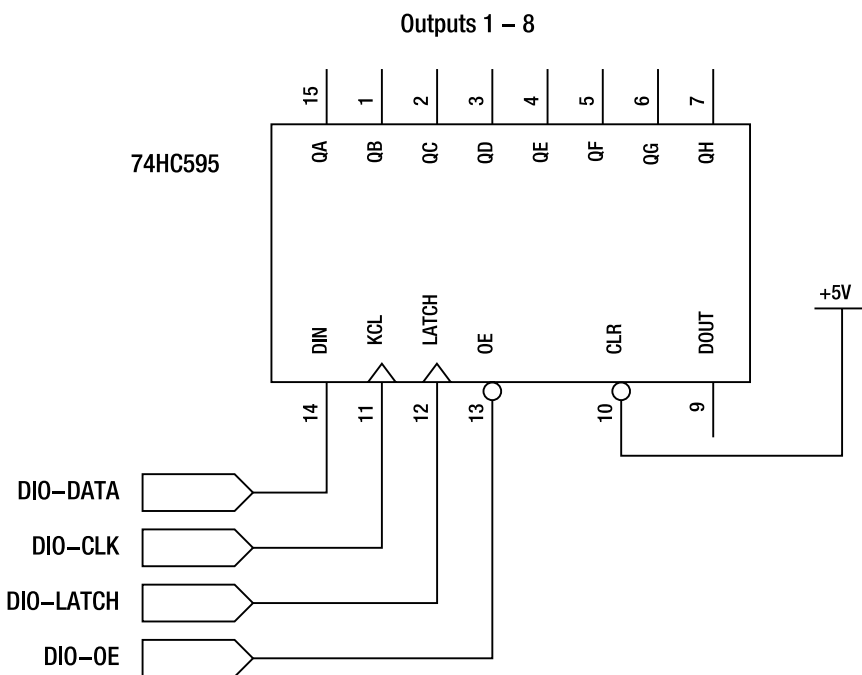 Outputs 1 – 8
15 1 2 3 4 5 6 7
74HC595
QA QB QC QD QE QF QG QH
+5V
DIN KCL LATCH OE CLR DOUT
14 11 12 13 10 9
DIO–DATA
DIO–CLK
DIO–LATCH
DIO–OE